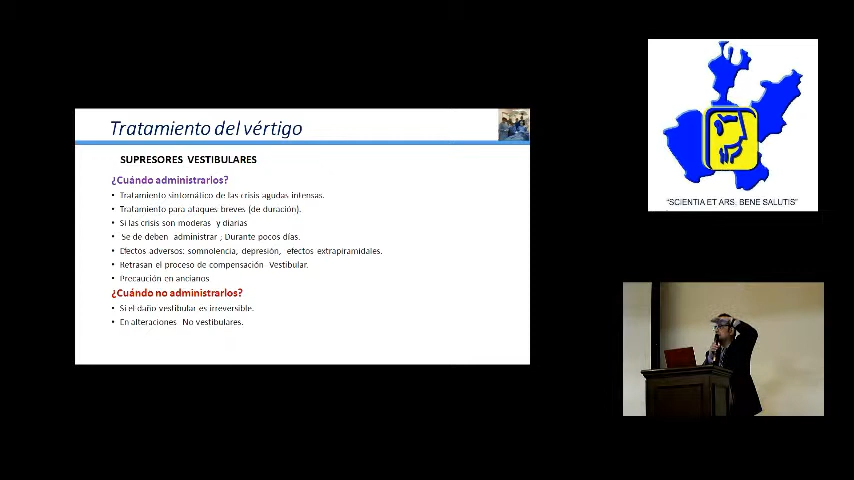 Tratamiento del vértigo
SUPRESORES VESTIBULARES
¿Cuándo administrarlos?
• Tratamiento sintomático de las crisis agudas intensas.
• Tratamiento para ataques breves (de duración).
• Si las crisis son moderas y diarias
• Se de deben administrar ; Durante pocos días.
• Efectos adversos: somnolencia, depresión, efectos extrapiramidales.
• Retrasan el proceso de compensación Vestibular.
• Precaución en ancianos
¿Cuándo no administrarlos?
• Si el daño vestibular es irreversible.
• En alteraciones No vestibulares.
"SCIENTIA ET ARS, BENE SALUTIS"